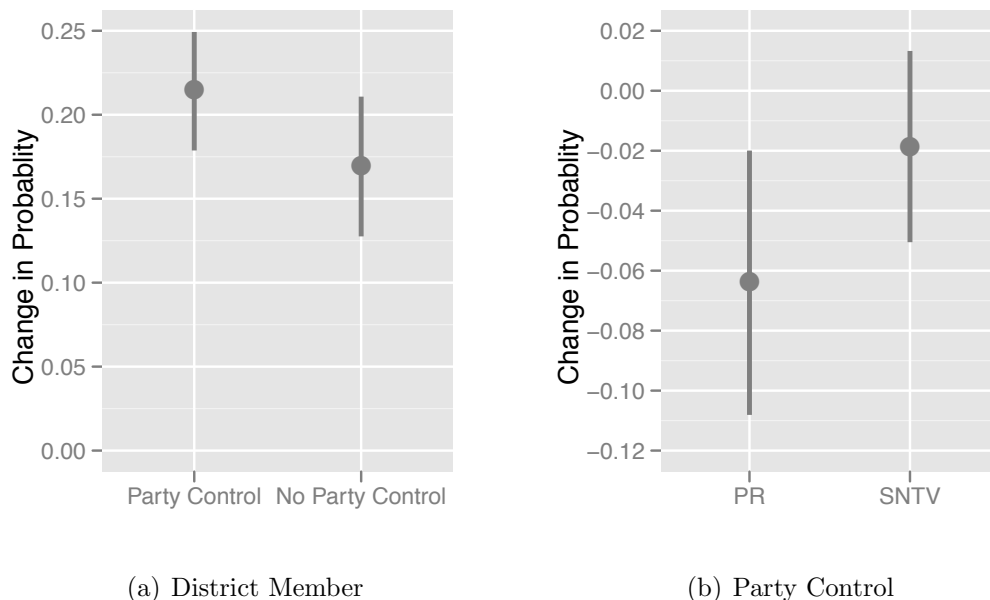 Change in Probablity
0.25
0.20
0.15
0.10
0.05
0.00
Party Control No Party Control
(a) District Member
Change in Probablity
0.02
0.00
−0.02
−0.04
−0.06
−0.08
−0.10
−0.12
PR SNTV
(b) Party Control